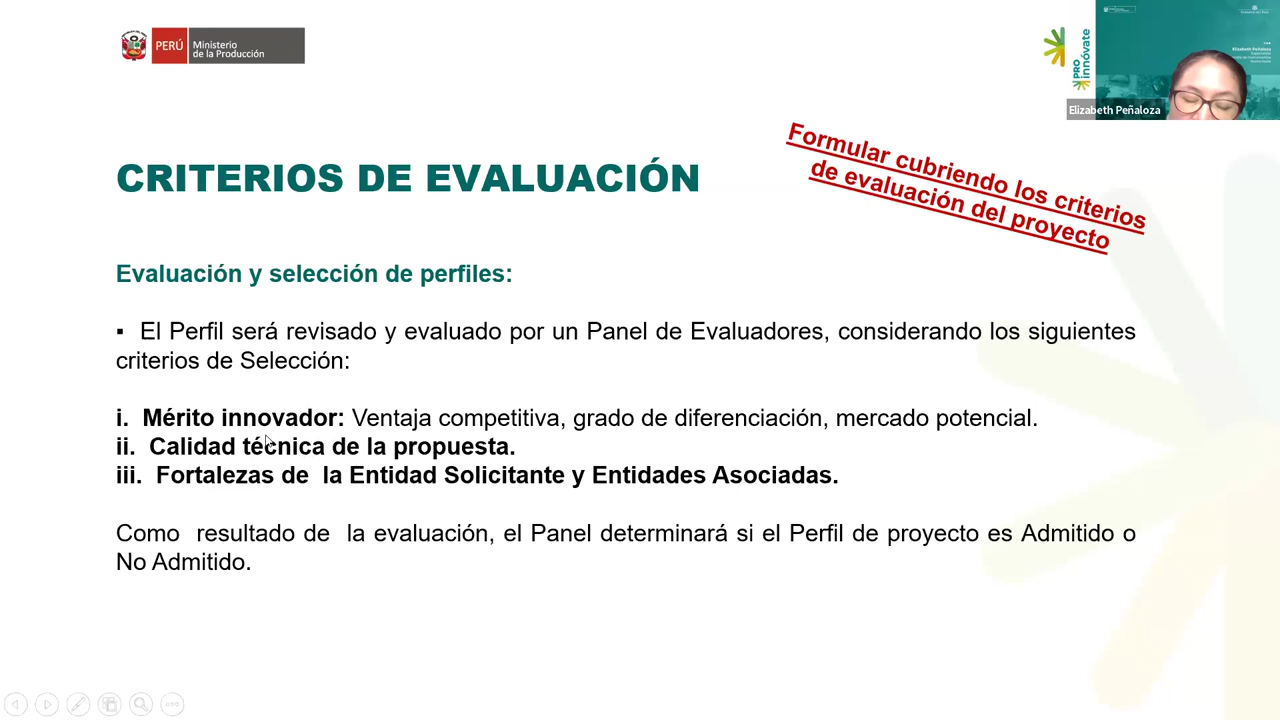 PERÚ
Ministerio
de la Producción
PRO
innóvate
Elizabeth Peñaloza
Elizabeth Peñaloza
Formular cubriendo los criterios
de evaluación del proyecto
CRITERIOS DE EVALUACIÓN
Evaluación y selección de perfiles:
▪ El Perfil será revisado y evaluado por un Panel de Evaluadores, considerando los siguientes
criterios de Selección:
i. Mérito innovador: Ventaja competitiva, grado de diferenciación, mercado potencial.
ii. Calidad técnica de la propuesta.
iii. Fortalezas de la Entidad Solicitante y Entidades Asociadas.
Como resultado de la evaluación, el Panel determinará si el Perfil de proyecto es Admitido o
No Admitido.